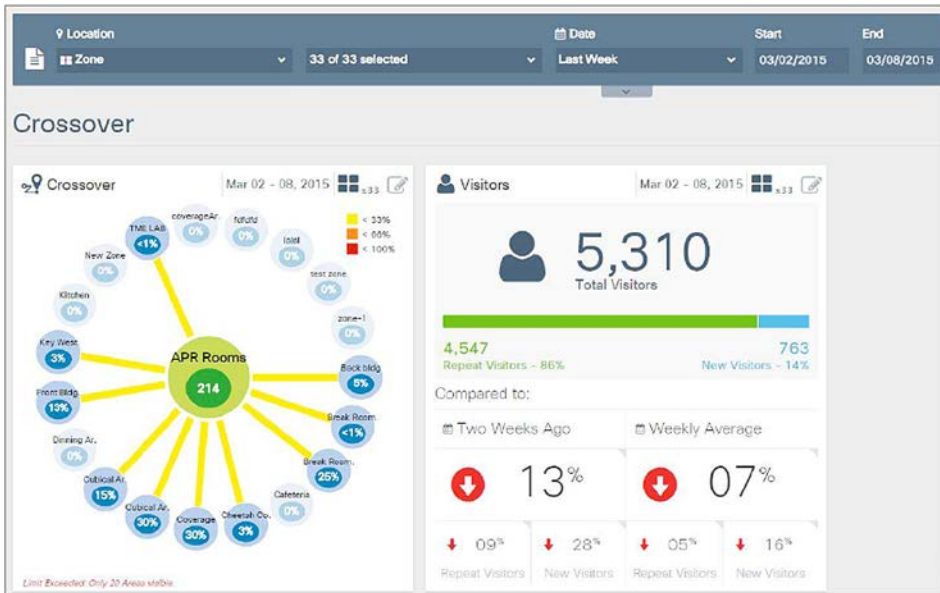 Location
Date
Start
End
Zone
33 of 33 selected
Last Week
03/02/2015
03/08/2015
Crossover
Crossover
Mar 02 - 08, 2015
x33
< 33%
< 66%
< 100%
TME LAB
<1%
coverageAr.
0%
fdfdfd
0%
lolol
0%
test zone
0%
zone-1
0%
Back bldg
5%
Break Room.
<1%
Break Room.
25%
Cafeteria
0%
Cheetah Co.
3%
Coverage
30%
Cubical Ar.
30%
Cubical Ar.
15%
Dinning Ar.
0%
Front Bldg
13%
Key West
3%
Kitchen
0%
New Zone
0%
APR Rooms
214
Limit Exceeded: Only 20 Areas visible.
Visitors
Mar 02 - 08, 2015
x33
5,310
Total Visitors
4,547
763
Repeat Visitors - 86%
New Visitors - 14%
Compared to:
Two Weeks Ago
Weekly Average
13%
07%
09%
28%
05%
16%
Repeat Visitors
New Visitors
Repeat Visitors
New Visitors